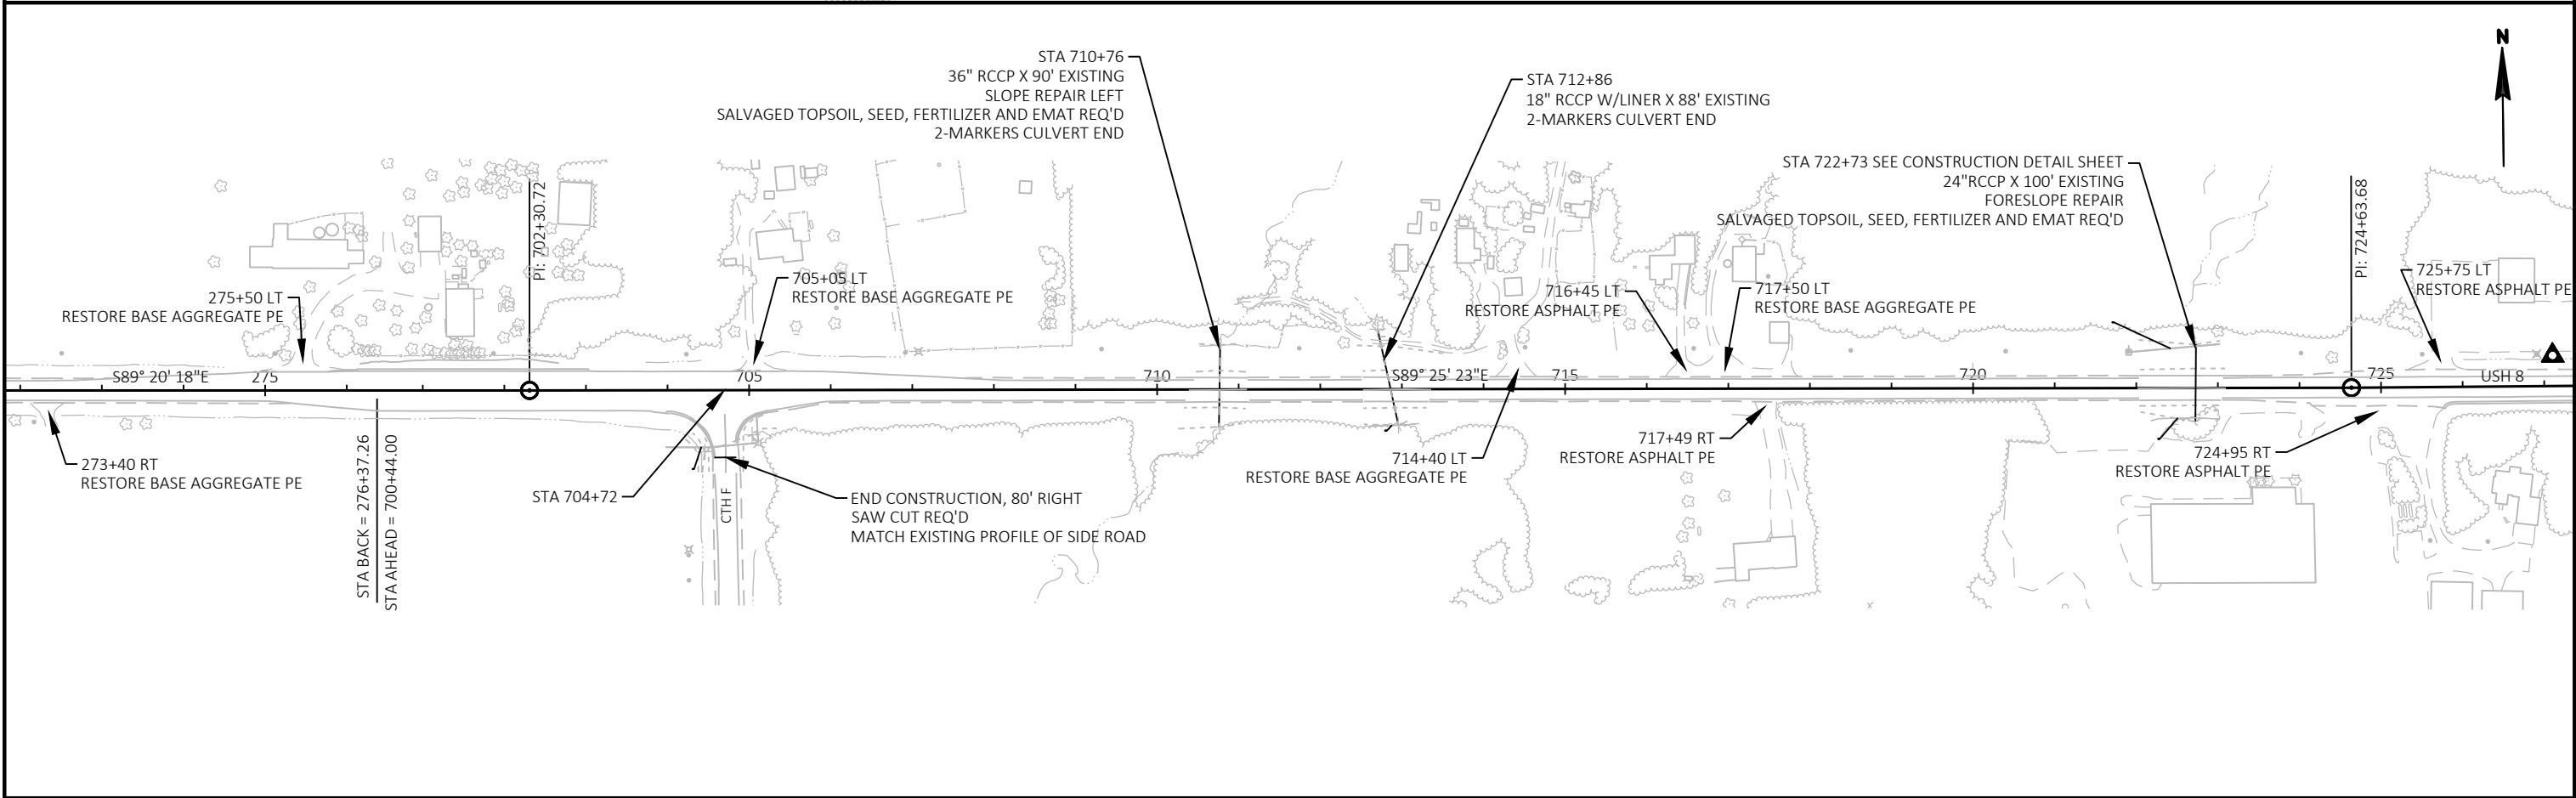 STA 710+76
36" RCCP X 90' EXISTING
SLOPE REPAIR LEFT
SALVAGED TOPSOIL, SEED, FERTILIZER AND EMAT REQ'D
2-MARKERS CULVERT END
STA 712+86
18" RCCP W/LINER X 88' EXISTING
2-MARKERS CULVERT END
N
STA 722+73 SEE CONSTRUCTION DETAIL SHEET
24"RCCP X 100' EXISTING
FORESLOPE REPAIR
SALVAGED TOPSOIL, SEED, FERTILIZER AND EMAT REQ'D
PI: 702+30.72
PI: 724+63.68
275+50 LT
RESTORE BASE AGGREGATE PE
705+05 LT
RESTORE BASE AGGREGATE PE
716+45 LT
RESTORE ASPHALT PE
717+50 LT
RESTORE BASE AGGREGATE PE
725+75 LT
RESTORE ASPHALT PE
S89° 20' 18"E
275
705
710
S89° 25' 23"E
715
720
725
USH 8
273+40 RT
RESTORE BASE AGGREGATE PE
STA BACK = 276+37.26
STA AHEAD = 700+44.00
STA 704+72
CTH F
END CONSTRUCTION, 80' RIGHT
SAW CUT REQ'D
MATCH EXISTING PROFILE OF SIDE ROAD
714+40 LT
RESTORE BASE AGGREGATE PE
717+49 RT
RESTORE ASPHALT PE
724+95 RT
RESTORE ASPHALT PE